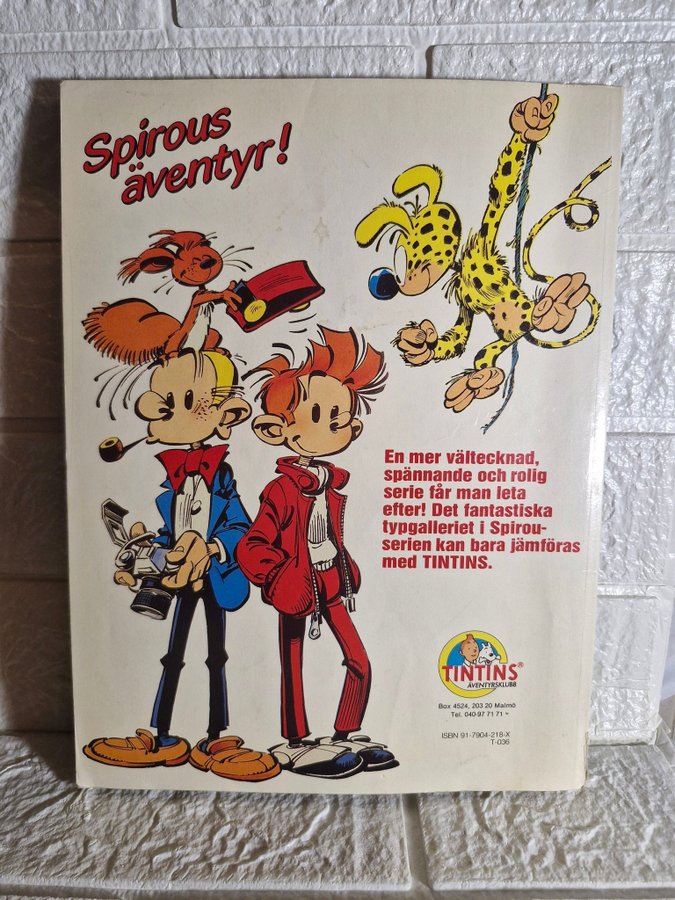 Spirous
äventyr!
En mer vältecknad,
spännande och rolig
serie får man leta
efter! Det fantastiska
typgalleriet i Spirou-
serien kan bara jämföras
med TINTINS.
TINTINS®
ÄVENTYRSKLUBB
Box 4524, 203 20 Malmö
Tel. 040-97 71 71
ISBN 91-7904-218-X
T-036